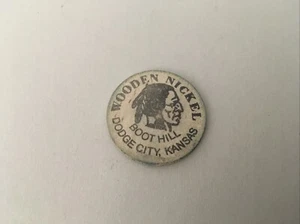 WOODEN NICKEL
BOOT HILL
DODGE CITY, KANSAS